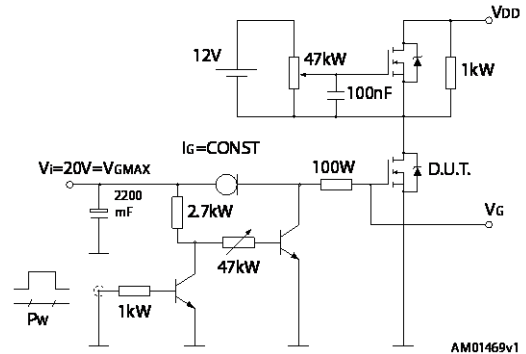 VDD
12V
47kW
100nF
1kW
IG=CONST
Vi=20V=VGMAX
100W
D.U.T.
2200
mF
2.7kW
VG
47kW
1kW
Pw
AM01469v1